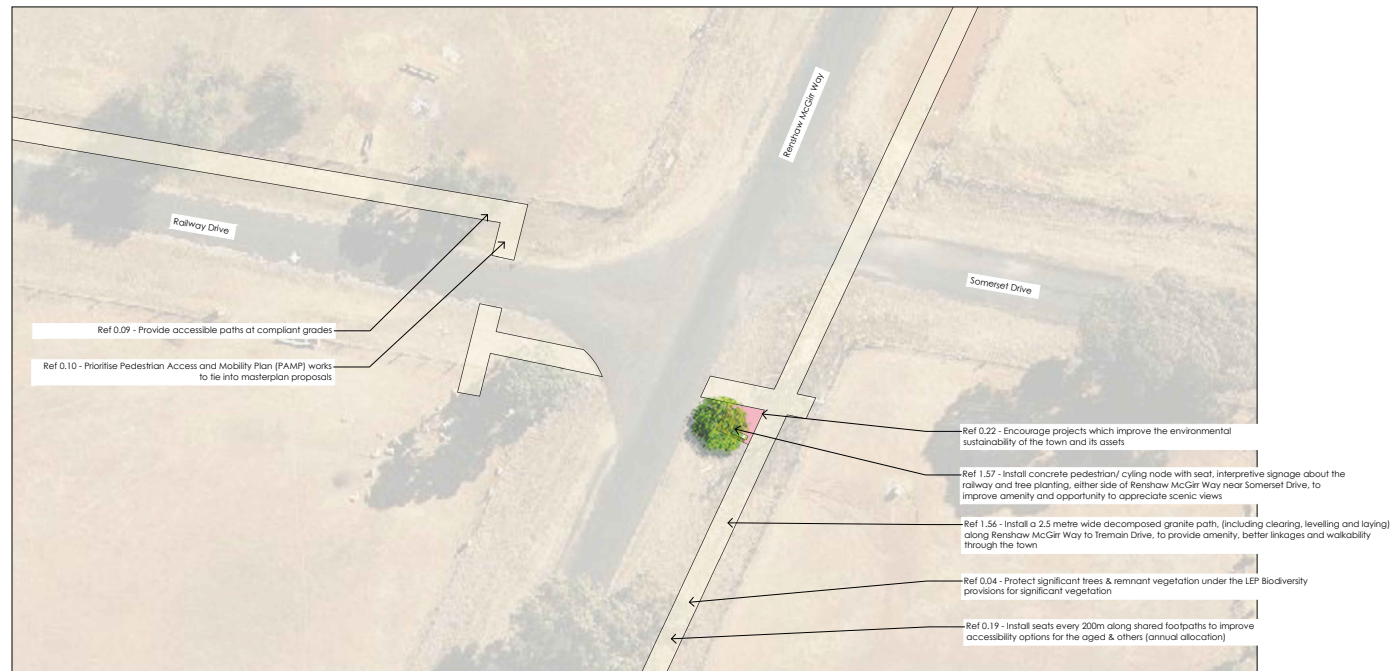 Renshaw McGirr Way
Railway Drive
Somerset Drive
Ref 0.09 - Provide accessible paths at compliant grades
Ref 0.10 - Prioritise Pedestrian Access and Mobility Plan (PAMP) works
to tie into masterplan proposals
Ref 0.22 - Encourage projects which improve the environmental
sustainability of the town and its assets
Ref 1.57 - Install concrete pedestrian/ cyling node with seat, interpretive signage about the
railway and tree planting, either side of Renshaw McGirr Way near Somerset Drive, to
improve amenity and opportunity to appreciate scenic views
Ref 1.56 - Install a 2.5 metre wide decomposed granite path, (including clearing, levelling and laying)
along Renshaw McGirr Way to Tremain Drive, to provide amenity, better linkages and walkability
through the town
Ref 0.04 - Protect significant trees & remnant vegetation under the LEP Biodiversity
provisions for significant vegetation
Ref 0.19 - Install seats every 200m along shared footpaths to improve
accessibility options for the aged & others (annual allocation)